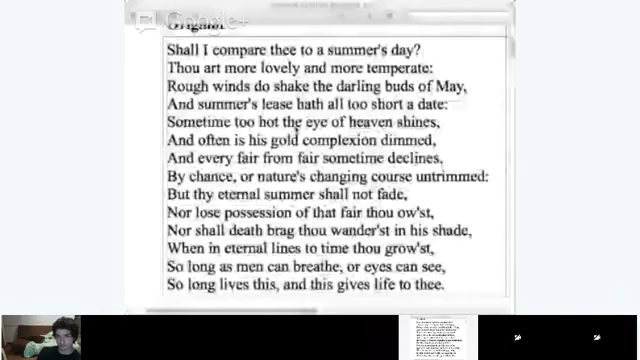 Google+
Original
Shall I compare thee to a summer's day?
Thou art more lovely and more temperate:
Rough winds do shake the darling buds of May,
And summer's lease hath all too short a date:
Sometime too hot the eye of heaven shines,
And often is his gold complexion dimmed,
And every fair from fair sometime declines,
By chance, or nature's changing course untrimmed:
But thy eternal summer shall not fade,
Nor lose possession of that fair thou ow'st,
Nor shall death brag thou wander'st in his shade,
When in eternal lines to time thou grow'st,
So long as men can breathe, or eyes can see,
So long lives this, and this gives life to thee.